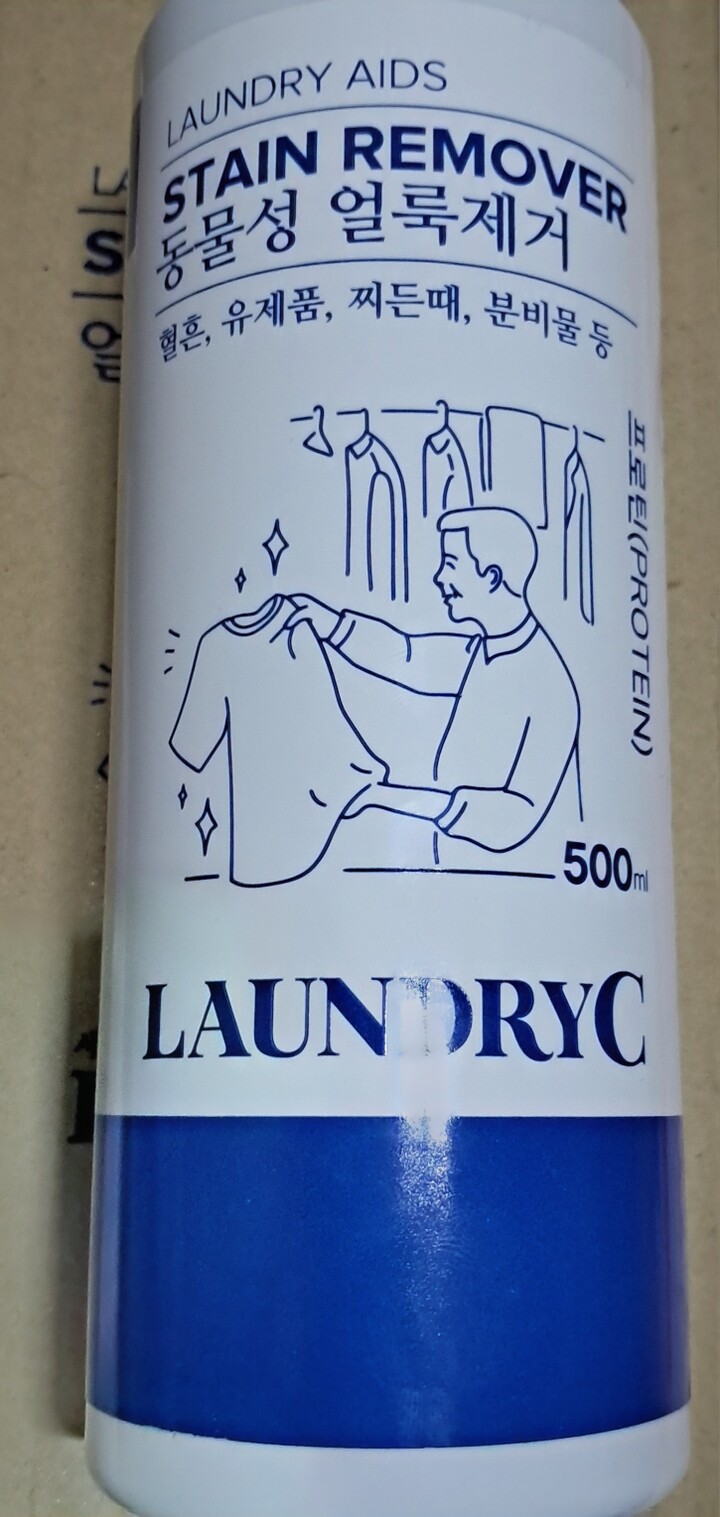 LAUNDRY AIDS
STAIN REMOVER
동물성 얼룩제거
혈흔, 유제품, 찌든때, 분비물 등
프로틴(PROTEIN)
500ml
LAUNDRYC